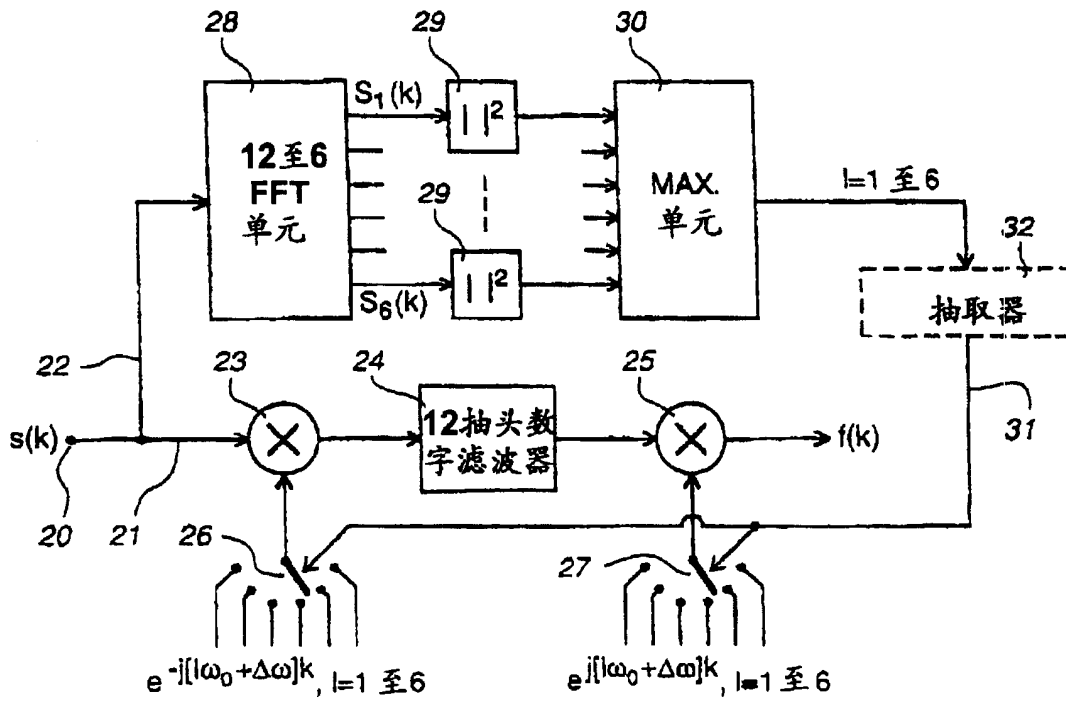 28
29
30
S₁(k)
| |²
12至6
FFT
单元
MAX.
单元
l=1 至 6
29
32
| |²
S₆(k)
抽取器
22
23
24
25
31
s(k)
12抽头数
字滤波器
f(k)
20
21
26
27
e^-j[lω₀+Δω]k, l=1 至 6
e^j[lω₀+Δω]k, l=1 至 6